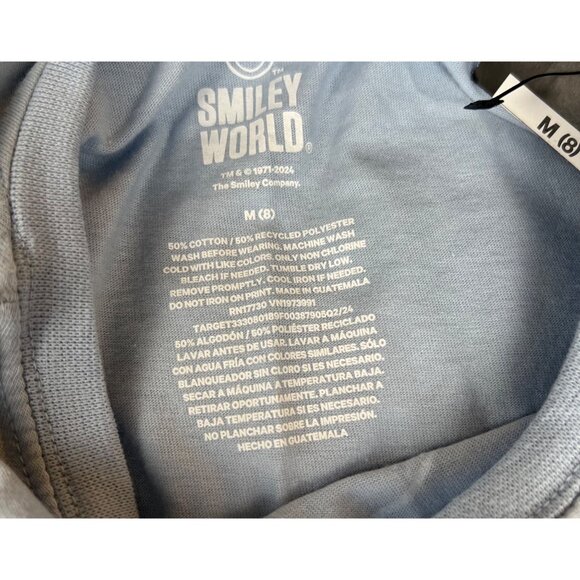 SMILEY
WORLD®
TM & © 1971-2024
The Smiley Company.
M (8)
50% COTTON / 50% RECYCLED POLYESTER
WASH BEFORE WEARING. MACHINE WASH
COLD WITH LIKE COLORS. ONLY NON CHLORINE
BLEACH IF NEEDED. TUMBLE DRY LOW.
REMOVE PROMPTLY. COOL IRON IF NEEDED.
DO NOT IRON ON PRINT. MADE IN GUATEMALA
RN17730 VM1973991
TARGET333080189F00387905Q2/24
50% ALGODÓN / 50% POLIÉSTER RECICLADO
LAVAR ANTES DE USAR. LAVAR A MÁQUINA
CON AGUA FRÍA CON COLORES SIMILARES. SÓLO
BLANQUEADOR SIN CLORO SI ES NECESARIO.
SECAR A MÁQUINA A TEMPERATURA BAJA.
RETIRAR OPORTUNAMENTE. PLANCHAR A
BAJA TEMPERATURA SI ES NECESARIO.
NO PLANCHAR SOBRE LA IMPRESIÓN.
HECHO EN GUATEMALA
M (8)